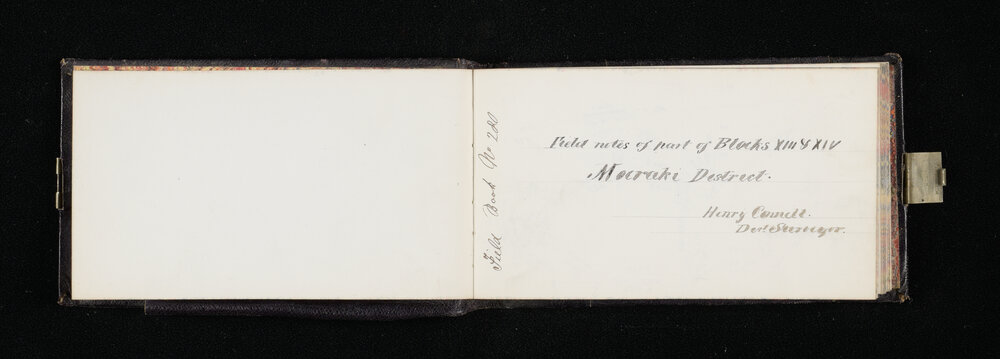 Field Book No 280
Field notes of part of Blocks XIII & XIV
Moeraki District.
Henry Connell.
Dist Surveyor.